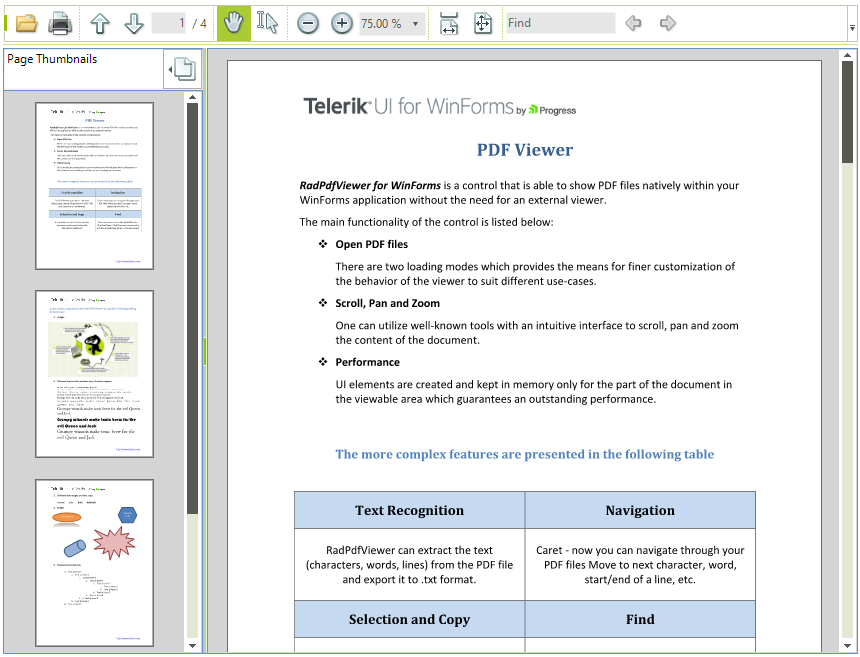 1 / 4
75.00 %
Find
Page Thumbnails
Telerik UI for WinForms by Progress
PDF Viewer
RadPdfViewer for WinForms is a control that is able to show PDF files natively within your
WinForms application without the need for an external viewer.
The main functionality of the control is listed below:
❖ Open PDF files
There are two loading modes which provides the means for finer customization of
the behavior of the viewer to suit different use-cases.
❖ Scroll, Pan and Zoom
One can utilize well-known tools with an intuitive interface to scroll, pan and zoom
the content of the document.
❖ Performance
UI elements are created and kept in memory only for the part of the document in
the viewable area which guarantees an outstanding performance.
The more complex features are presented in the following table
Text Recognition
Navigation
RadPdfViewer can extract the text
(characters, words, lines) from the PDF file
and export it to .txt format.
Caret - now you can navigate through your
PDF files Move to next character, word,
start/end of a line, etc.
Selection and Copy
Find